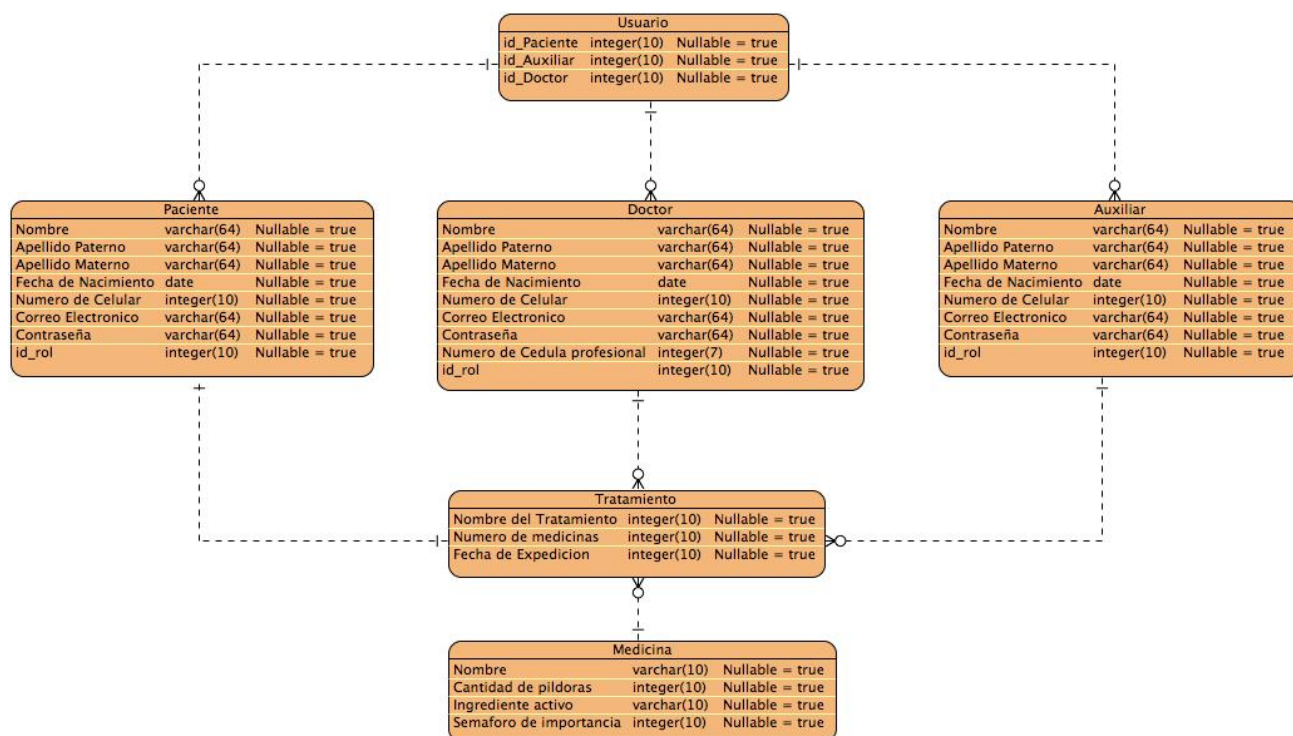 Usuario
id_Paciente integer(10) Nullable = true
id_Auxiliar integer(10) Nullable = true
id_Doctor integer(10) Nullable = true
Paciente
Nombre varchar(64) Nullable = true
Apellido Paterno varchar(64) Nullable = true
Apellido Materno varchar(64) Nullable = true
Fecha de Nacimiento date Nullable = true
Numero de Celular integer(10) Nullable = true
Correo Electronico varchar(64) Nullable = true
Contraseña varchar(64) Nullable = true
id_rol integer(10) Nullable = true
Doctor
Nombre varchar(64) Nullable = true
Apellido Paterno varchar(64) Nullable = true
Apellido Materno varchar(64) Nullable = true
Fecha de Nacimiento date Nullable = true
Numero de Celular integer(10) Nullable = true
Correo Electronico varchar(64) Nullable = true
Contraseña varchar(64) Nullable = true
Numero de Cedula profesional integer(7) Nullable = true
id_rol integer(10) Nullable = true
Auxiliar
Nombre varchar(64) Nullable = true
Apellido Paterno varchar(64) Nullable = true
Apellido Materno varchar(64) Nullable = true
Fecha de Nacimiento date Nullable = true
Numero de Celular integer(10) Nullable = true
Correo Electronico varchar(64) Nullable = true
Contraseña varchar(64) Nullable = true
id_rol integer(10) Nullable = true
Tratamiento
Nombre del Tratamiento integer(10) Nullable = true
Numero de medicinas integer(10) Nullable = true
Fecha de Expedicion integer(10) Nullable = true
Medicina
Nombre varchar(10) Nullable = true
Cantidad de pildoras integer(10) Nullable = true
Ingrediente activo varchar(10) Nullable = true
Semaforo de importancia integer(10) Nullable = true